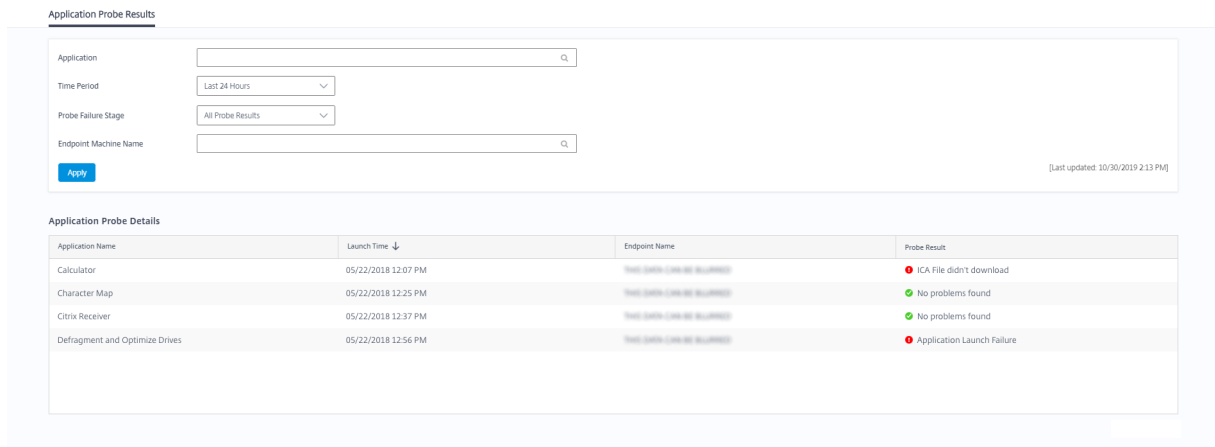 Application Probe Results
Application
Time Period Last 24 Hours
Probe Failure Stage All Probe Results
Endpoint Machine Name
Apply [Last updated: 10/30/2019 2:13 PM]
Application Probe Details
Application Name Launch Time Endpoint Name Probe Result
Calculator 05/22/2018 12:07 PM ICA File didn't download
Character Map 05/22/2018 12:25 PM No problems found
Citrix Receiver 05/22/2018 12:37 PM No problems found
Defragment and Optimize Drives 05/22/2018 12:56 PM Application Launch Failure